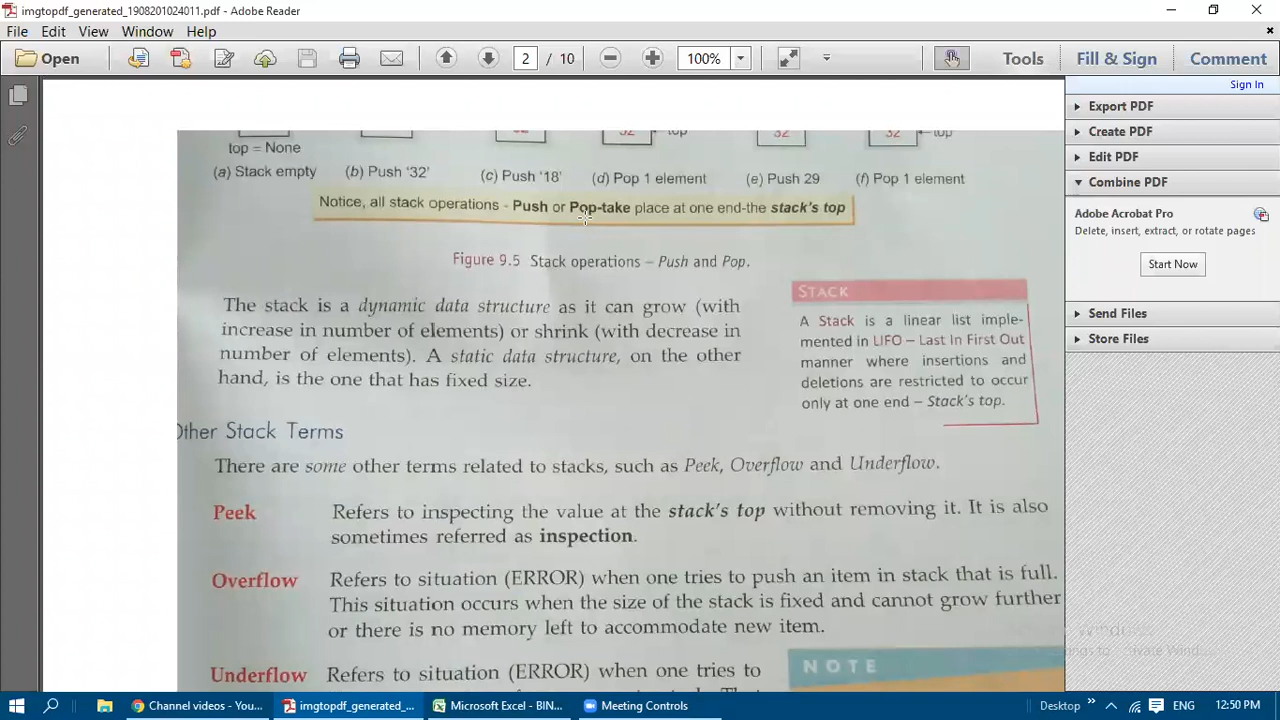 imgtopdf_generated_1908201024011.pdf - Adobe Reader
File Edit View Window Help
Open 2 / 10 100% Tools Fill & Sign Comment
Sign In
Export PDF
Create PDF
Edit PDF
Combine PDF
Adobe Acrobat Pro
Delete, insert, extract, or rotate pages
Start Now
Send Files
Store Files
32 32 top 32 32 top
top = None
(a) Stack empty (b) Push '32' (c) Push '18' (d) Pop 1 element (e) Push 29 (f) Pop 1 element
Notice, all stack operations - Push or Pop-take place at one end-the stack's top
Figure 9.5 Stack operations – Push and Pop.
The stack is a dynamic data structure as it can grow (with
increase in number of elements) or shrink (with decrease in
number of elements). A static data structure, on the other
hand, is the one that has fixed size.
STACK
A Stack is a linear list imple-
mented in LIFO – Last In First Out
manner where insertions and
deletions are restricted to occur
only at one end – Stack's top.
Other Stack Terms
There are some other terms related to stacks, such as Peek, Overflow and Underflow.
Peek Refers to inspecting the value at the stack's top without removing it. It is also
sometimes referred as inspection.
Overflow Refers to situation (ERROR) when one tries to push an item in stack that is full.
This situation occurs when the size of the stack is fixed and cannot grow further
or there is no memory left to accommodate new item.
Underflow Refers to situation (ERROR) when one tries to
NOTE
Channel videos - Yo... imgtopdf_generated_... Microsoft Excel - BIN... Meeting Controls Desktop ENG 12:50 PM